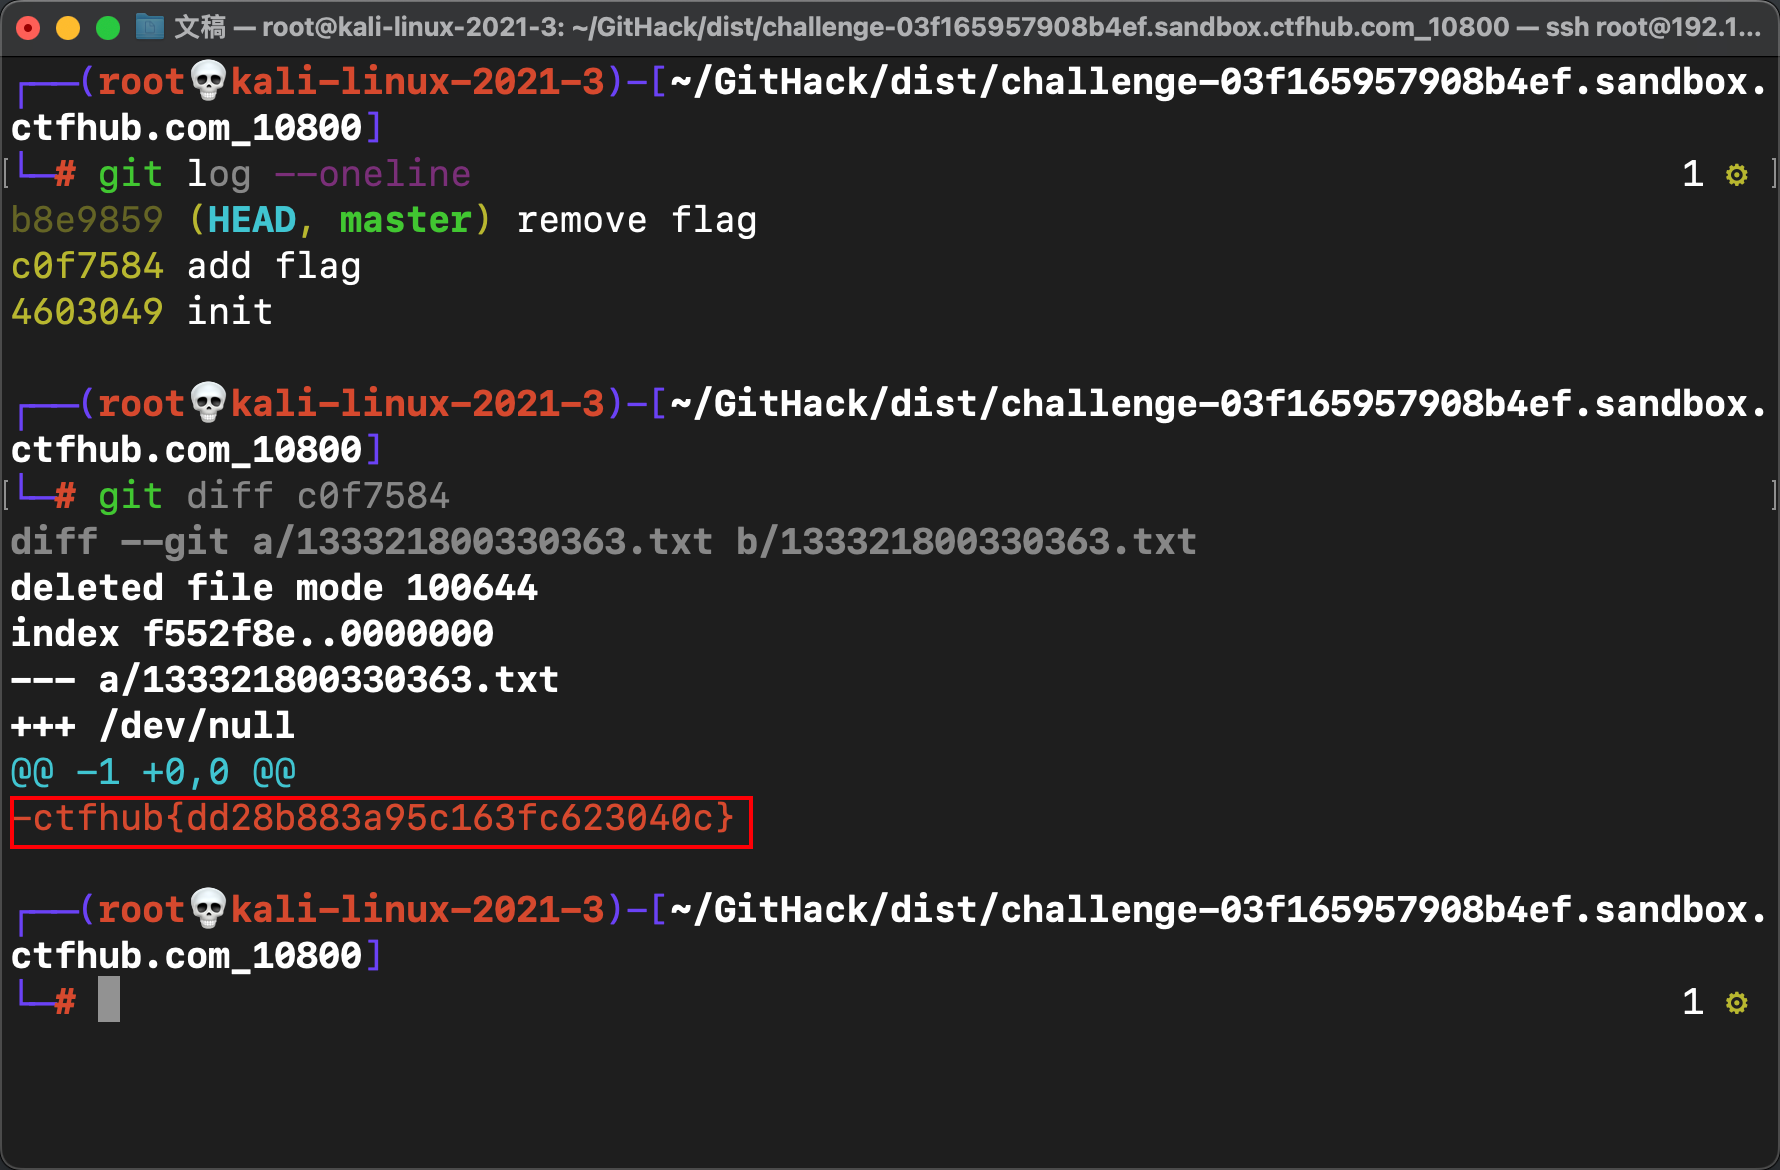 文稿 — root@kali-linux-2021-3: ~/GitHack/dist/challenge-03f165957908b4ef.sandbox.ctfhub.com_10800 — ssh root@192.1...
┌──(root💀kali-linux-2021-3)-[~/GitHack/dist/challenge-03f165957908b4ef.sandbox.
ctfhub.com_10800]
└─# git log --oneline 1 ⚙
b8e9859 (HEAD, master) remove flag
c0f7584 add flag
4603049 init
┌──(root💀kali-linux-2021-3)-[~/GitHack/dist/challenge-03f165957908b4ef.sandbox.
ctfhub.com_10800]
└─# git diff c0f7584
diff --git a/133321800330363.txt b/133321800330363.txt
deleted file mode 100644
index f552f8e..0000000
--- a/133321800330363.txt
+++ /dev/null
@@ -1 +0,0 @@
-ctfhub{dd28b883a95c163fc623040c}
┌──(root💀kali-linux-2021-3)-[~/GitHack/dist/challenge-03f165957908b4ef.sandbox.
ctfhub.com_10800]
└─# 1 ⚙